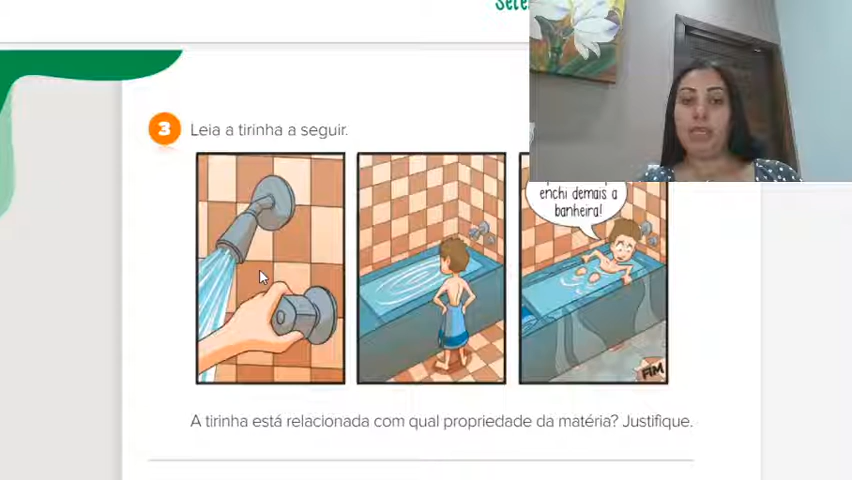 3 Leia a tirinha a seguir.
enchi demais a
banheira!
FIM
A tirinha está relacionada com qual propriedade da matéria? Justifique.